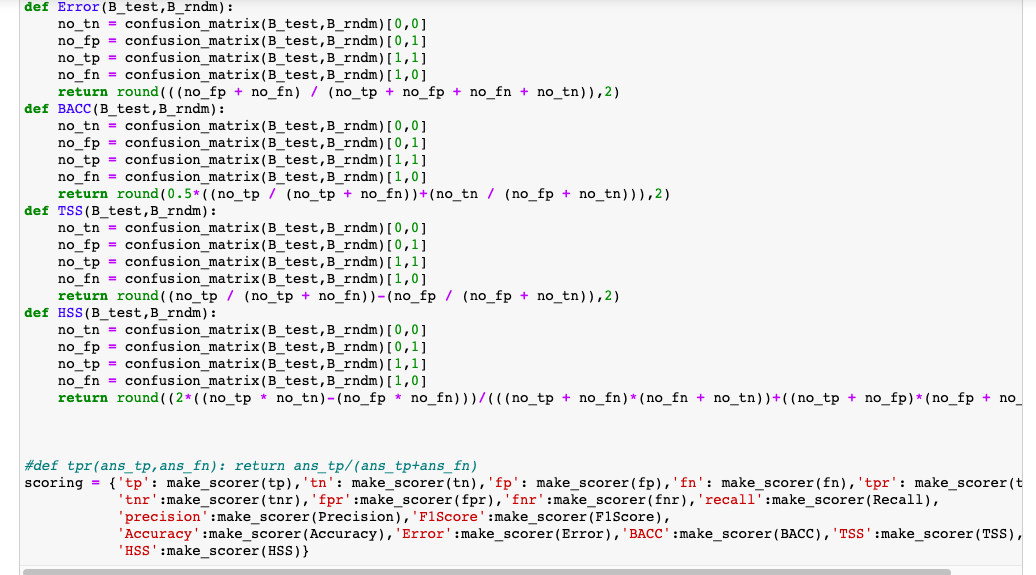 def Error(B_test,B_rndm):
    no_tn = confusion_matrix(B_test,B_rndm)[0,0]
    no_fp = confusion_matrix(B_test,B_rndm)[0,1]
    no_tp = confusion_matrix(B_test,B_rndm)[1,1]
    no_fn = confusion_matrix(B_test,B_rndm)[1,0]
    return round(((no_fp + no_fn) / (no_tp + no_fp + no_fn + no_tn)),2)
def BACC(B_test,B_rndm):
    no_tn = confusion_matrix(B_test,B_rndm)[0,0]
    no_fp = confusion_matrix(B_test,B_rndm)[0,1]
    no_tp = confusion_matrix(B_test,B_rndm)[1,1]
    no_fn = confusion_matrix(B_test,B_rndm)[1,0]
    return round(0.5*((no_tp / (no_tp + no_fn))+(no_tn / (no_fp + no_tn))),2)
def TSS(B_test,B_rndm):
    no_tn = confusion_matrix(B_test,B_rndm)[0,0]
    no_fp = confusion_matrix(B_test,B_rndm)[0,1]
    no_tp = confusion_matrix(B_test,B_rndm)[1,1]
    no_fn = confusion_matrix(B_test,B_rndm)[1,0]
    return round((no_tp / (no_tp + no_fn))-(no_fp / (no_fp + no_tn)),2)
def HSS(B_test,B_rndm):
    no_tn = confusion_matrix(B_test,B_rndm)[0,0]
    no_fp = confusion_matrix(B_test,B_rndm)[0,1]
    no_tp = confusion_matrix(B_test,B_rndm)[1,1]
    no_fn = confusion_matrix(B_test,B_rndm)[1,0]
    return round((2*((no_tp * no_tn)-(no_fp * no_fn)))/(((no_tp + no_fn)*(no_fn + no_tn))+((no_tp + no_fp)*(no_fp + no_
#def tpr(ans_tp,ans_fn): return ans_tp/(ans_tp+ans_fn)
scoring = {'tp': make_scorer(tp),'tn': make_scorer(tn),'fp': make_scorer(fp),'fn': make_scorer(fn),'tpr': make_scorer(t
           'tnr':make_scorer(tnr),'fpr':make_scorer(fpr),'fnr':make_scorer(fnr),'recall':make_scorer(Recall),
           'precision':make_scorer(Precision),'F1Score':make_scorer(F1Score),
           'Accuracy':make_scorer(Accuracy),'Error':make_scorer(Error),'BACC':make_scorer(BACC),'TSS':make_scorer(TSS),
           'HSS':make_scorer(HSS)}